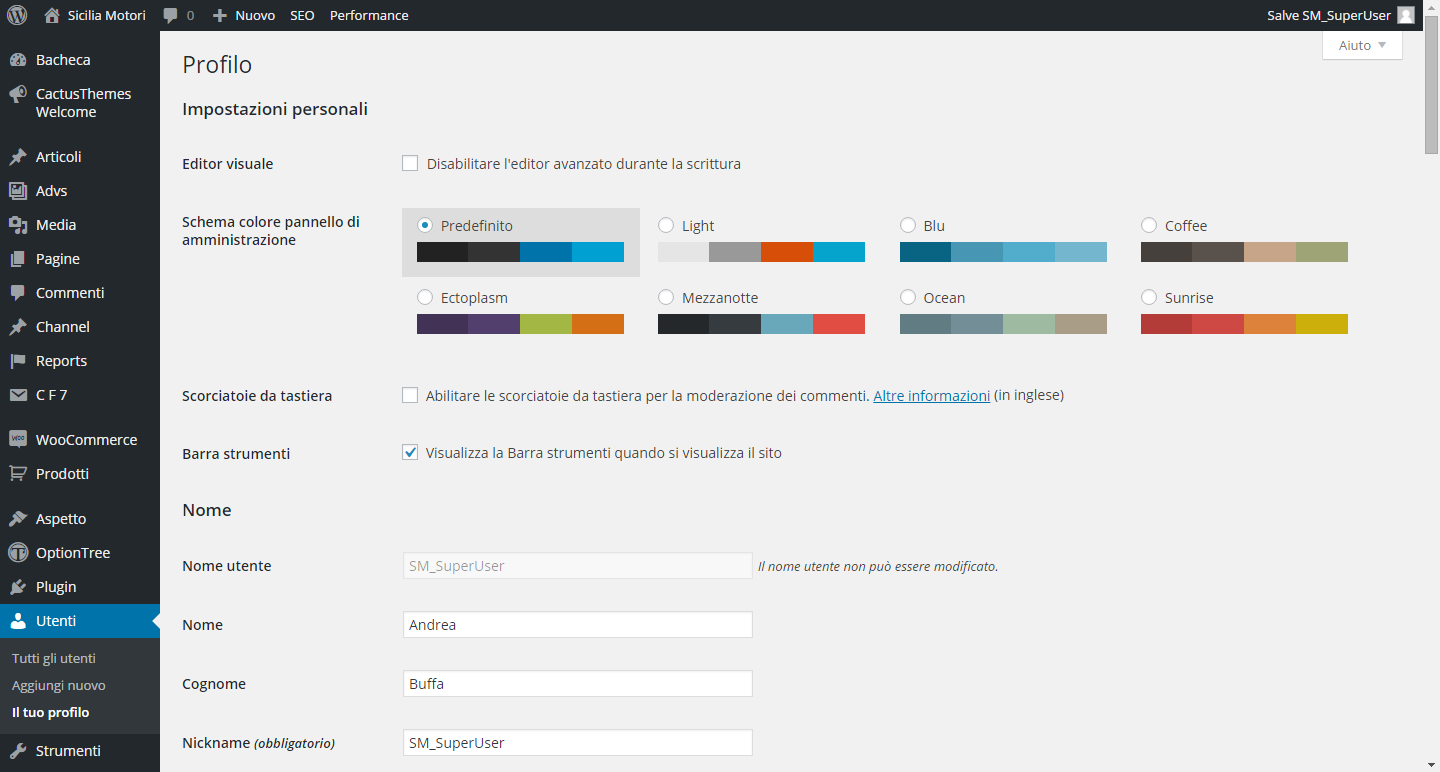 Sicilia Motori 0 Nuovo SEO Performance Salve SM_SuperUser
Bacheca
CactusThemes
Welcome
Articoli
Advs
Media
Pagine
Commenti
Channel
Reports
C F 7
WOO WooCommerce
Prodotti
Aspetto
OptionTree
Plugin
Utenti
Tutti gli utenti
Aggiungi nuovo
Il tuo profilo
Strumenti
Aiuto
Profilo
Impostazioni personali
Editor visuale Disabilitare l'editor avanzato durante la scrittura
Schema colore pannello di
amministrazione
Predefinito Light Blu Coffee
Ectoplasm Mezzanotte Ocean Sunrise
Scorciatoie da tastiera Abilitare le scorciatoie da tastiera per la moderazione dei commenti. Altre informazioni (in inglese)
Barra strumenti Visualizza la Barra strumenti quando si visualizza il sito
Nome
Nome utente SM_SuperUser Il nome utente non può essere modificato.
Nome Andrea
Cognome Buffa
Nickname (obbligatorio) SM_SuperUser